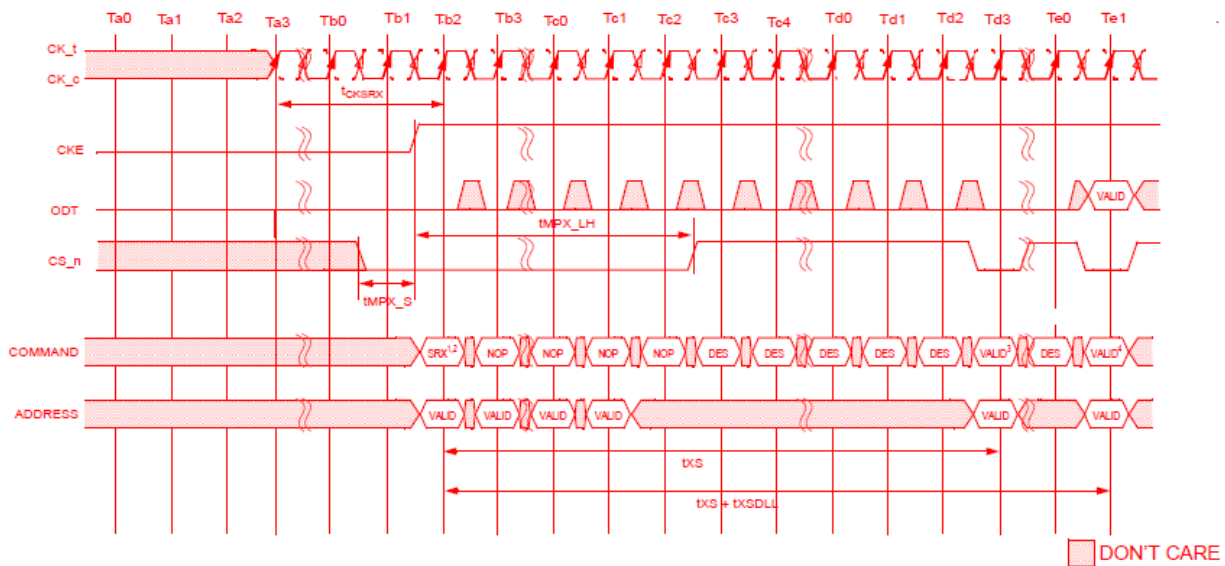 Ta0 Ta1 Ta2 Ta3 Tb0 Tb1 Tb2 Tb3 Tc0 Tc1 Tc2 Tc3 Tc4 Td0 Td1 Td2 Td3 Te0 Te1
CK_t
CK_c
tCKSRX
CKE
ODT
VALID
tMPX_LH
CS_n
tMPX_S
COMMAND SRX1,2 NOP NOP NOP NOP DES DES DES DES DES VALID3 DES VALID4
ADDRESS VALID VALID VALID VALID VALID VALID
tXS
tXS + tXSDLL
DON'T CARE